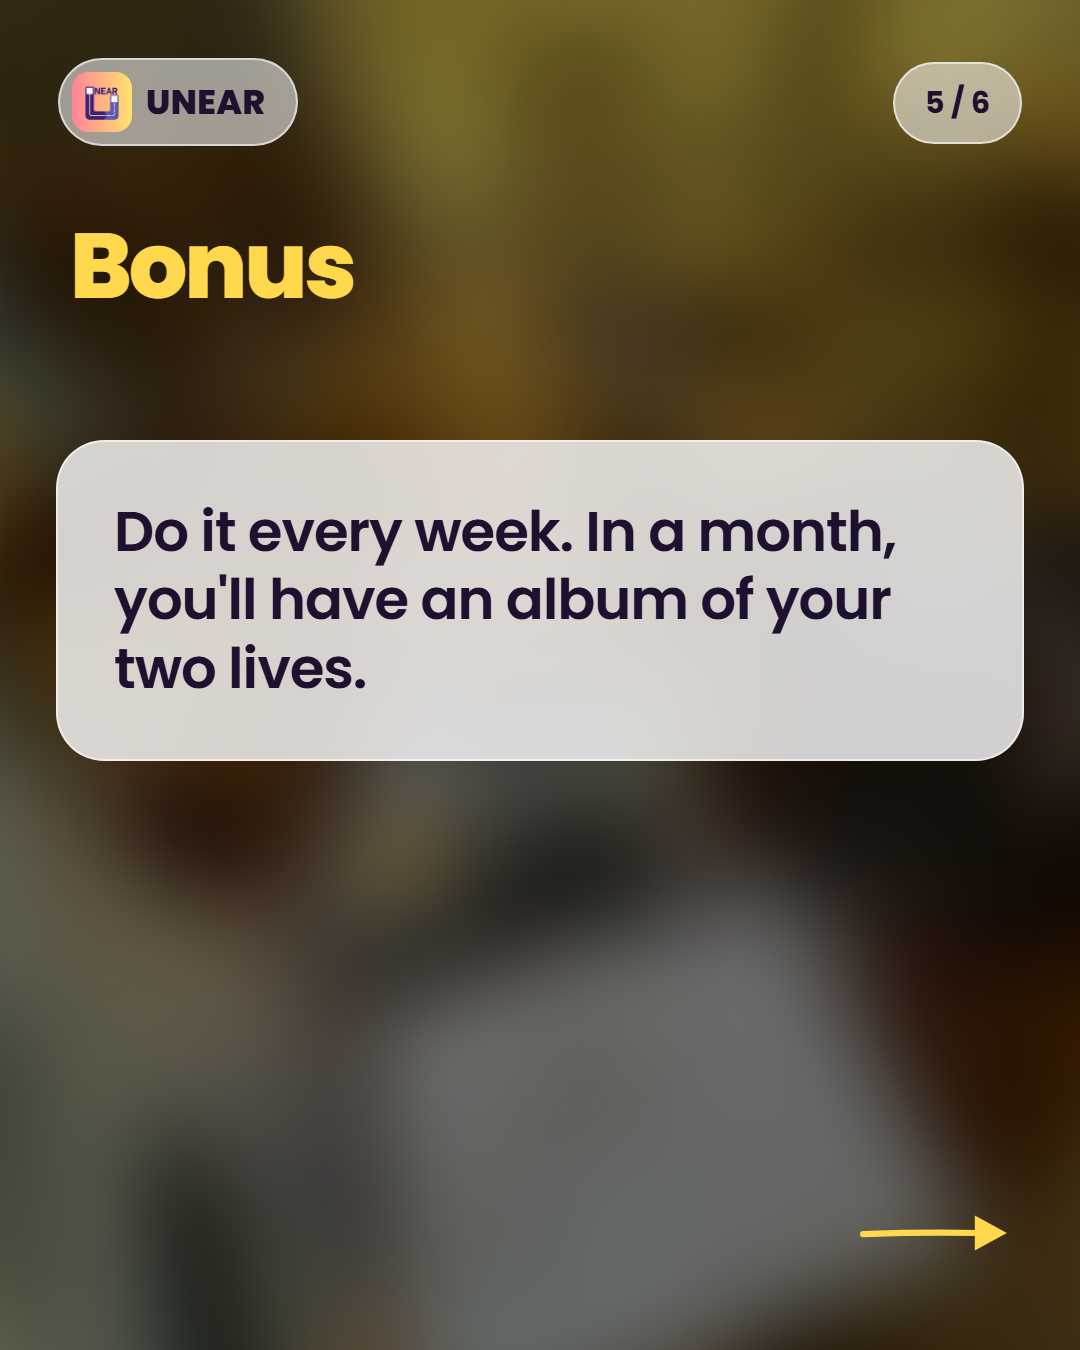 UNEAR
UNEAR
5 / 6
Bonus
Do it every week. In a month,
you'll have an album of your
two lives.